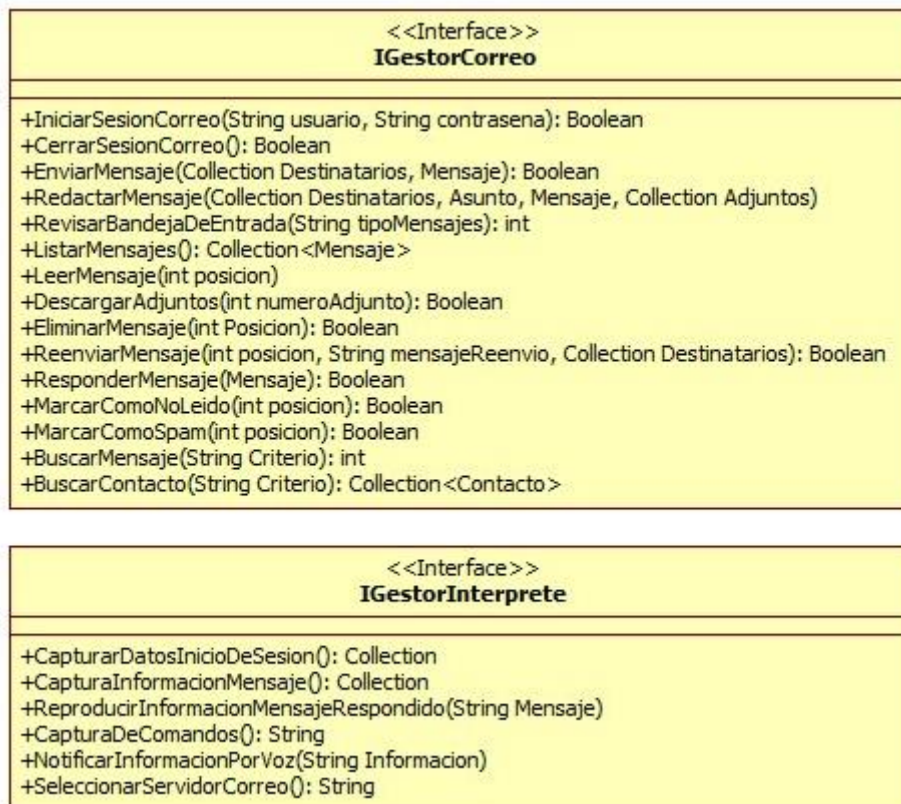 <<Interface>>
IGestorCorreo
+IniciarSesionCorreo(String usuario, String contrasena): Boolean
+CerrarSesionCorreo(): Boolean
+EnviarMensaje(Collection Destinatarios, Mensaje): Boolean
+RedactarMensaje(Collection Destinatarios, Asunto, Mensaje, Collection Adjuntos)
+RevisarBandejaDeEntrada(String tipoMensajes): int
+ListarMensajes(): Collection<Mensaje>
+LeerMensaje(int posicion)
+DescargarAdjuntos(int numeroAdjunto): Boolean
+EliminarMensaje(int Posicion): Boolean
+ReenviarMensaje(int posicion, String mensajeReenvio, Collection Destinatarios): Boolean
+ResponderMensaje(Mensaje): Boolean
+MarcarComoNoLeido(int posicion): Boolean
+MarcarComoSpam(int posicion): Boolean
+BuscarMensaje(String Criterio): int
+BuscarContacto(String Criterio): Collection<Contacto>
<<Interface>>
IGestorInterprete
+CapturarDatosInicioDeSesion(): Collection
+CapturaInformacionMensaje(): Collection
+ReproducirInformacionMensajeRespondido(String Mensaje)
+CapturaDeComandos(): String
+NotificarInformacionPorVoz(String Informacion)
+SeleccionarServidorCorreo(): String